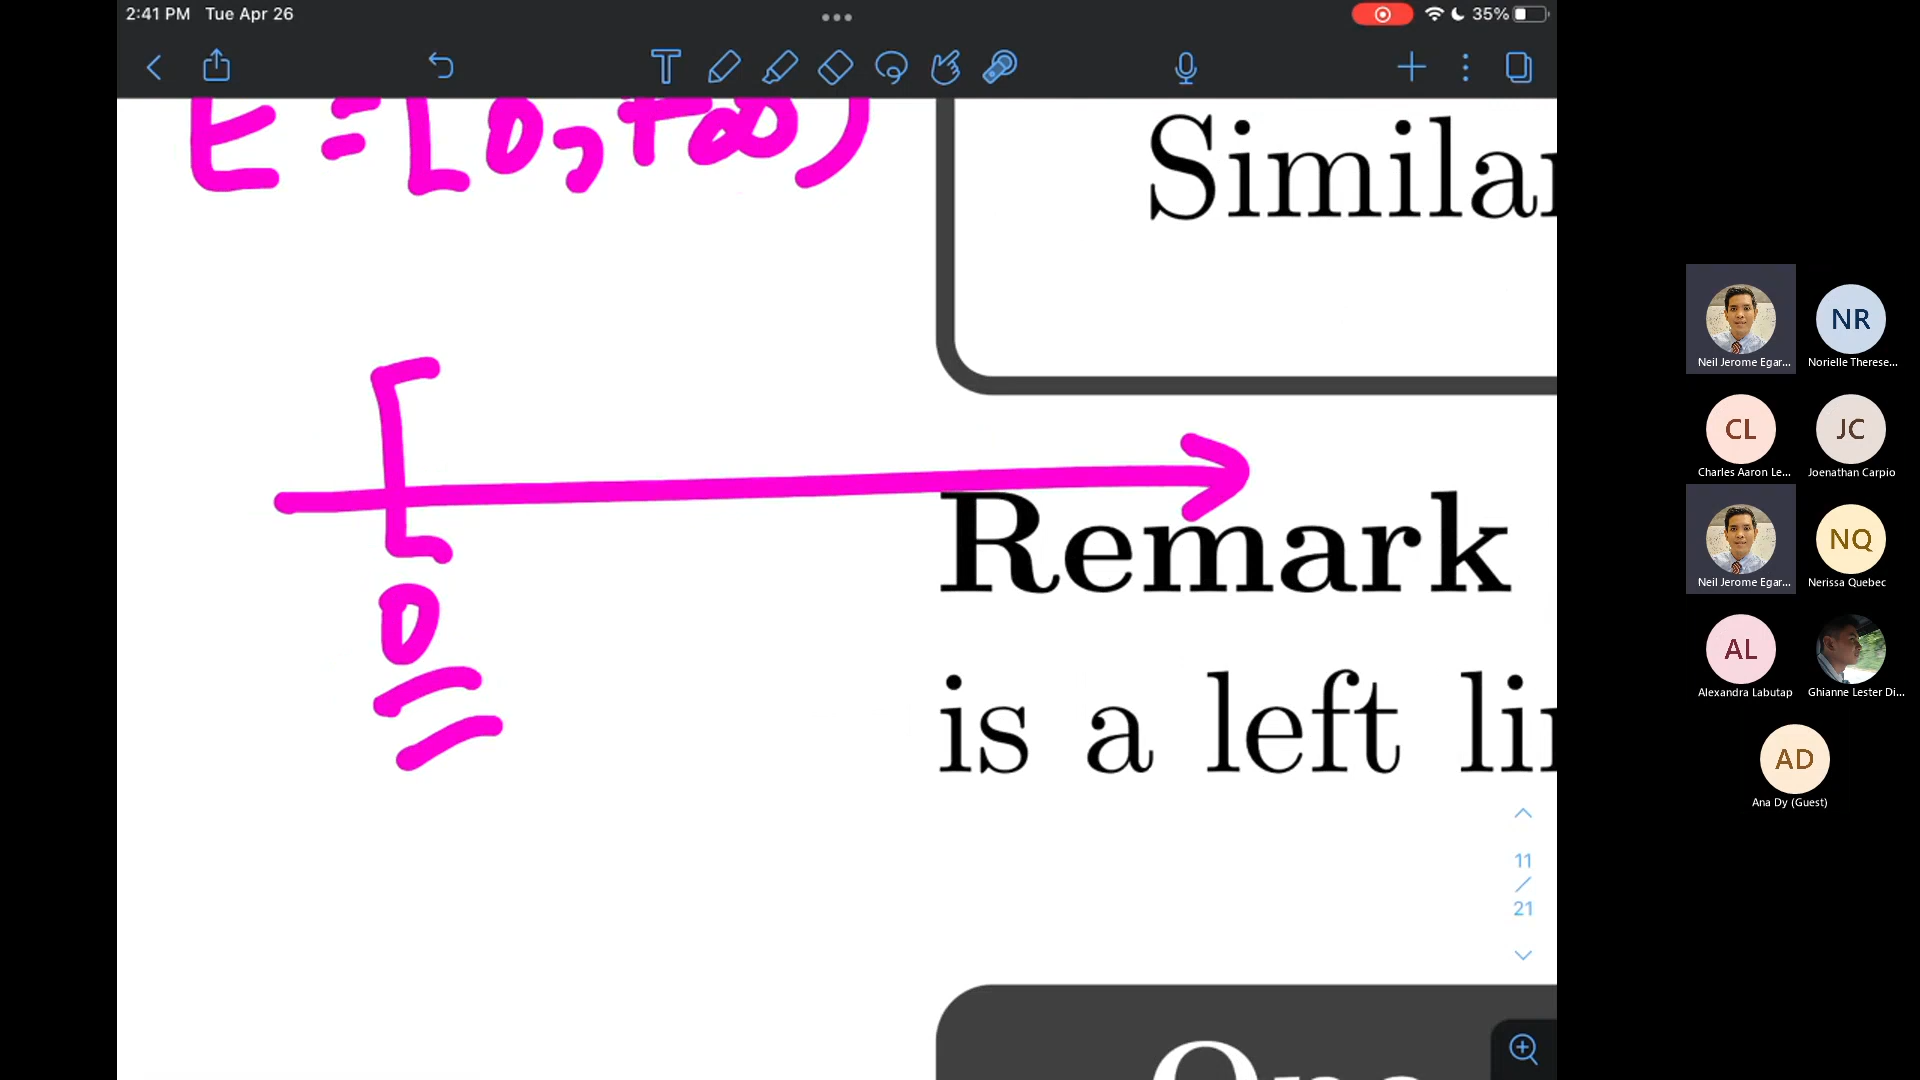 2:41 PM Tue Apr 26
35%
E = [0, +∞)
0
Similar
Remark
is a left li
11
/
21
One
Neil Jerome Egar...
NR
Norielle Therese...
CL
Charles Aaron Le...
JC
Joenathan Carpio
Neil Jerome Egar...
NQ
Nerissa Quebec
AL
Alexandra Labutap
Ghianne Lester Di...
AD
Ana Dy (Guest)